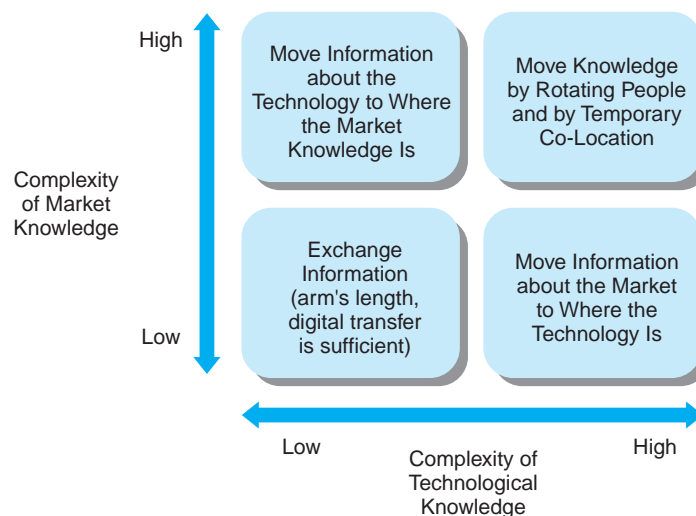 High
Move Information
about the
Technology to Where
the Market
Knowledge Is
Move Knowledge
by Rotating People
and by Temporary
Co-Location
Complexity
of Market
Knowledge
Exchange
Information
(arm's length,
digital transfer
is sufficient)
Move Information
about the Market
to Where the
Technology Is
Low
Low
High
Complexity of
Technological
Knowledge